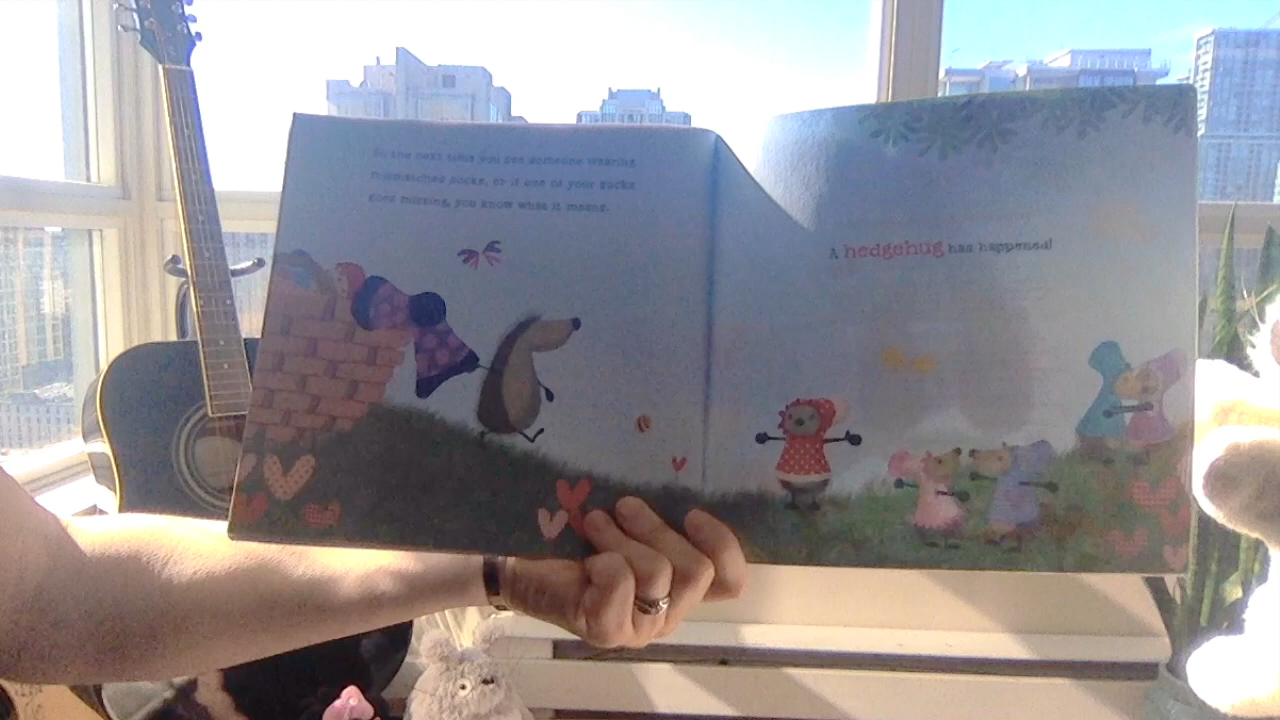 So the next time you see someone wearing
mismatched socks, or if one of your socks
goes missing, you know what it means.
A hedgehug has happened!